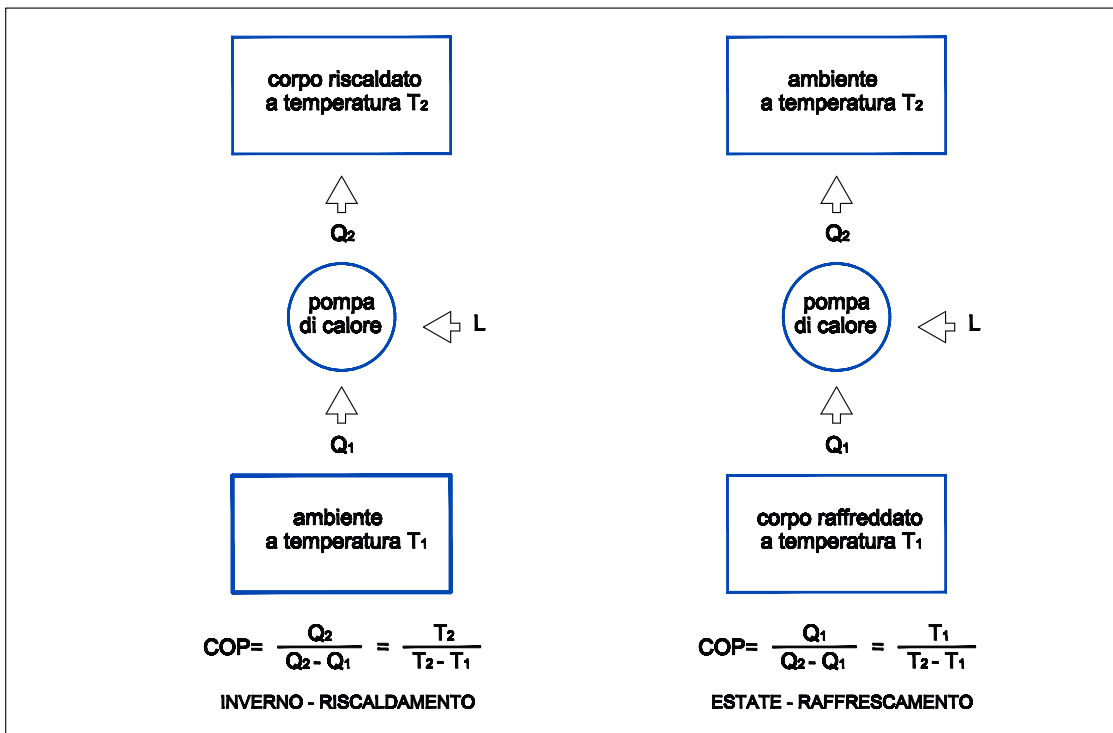 corpo riscaldato
a temperatura T₂
Q₂
pompa
di calore
L
Q₁
ambiente
a temperatura T₁
COP= Q₂ / Q₂ - Q₁ = T₂ / T₂ - T₁
INVERNO - RISCALDAMENTO
ambiente
a temperatura T₂
Q₂
pompa
di calore
L
Q₁
corpo raffreddato
a temperatura T₁
COP= Q₁ / Q₂ - Q₁ = T₁ / T₂ - T₁
ESTATE - RAFFRESCAMENTO